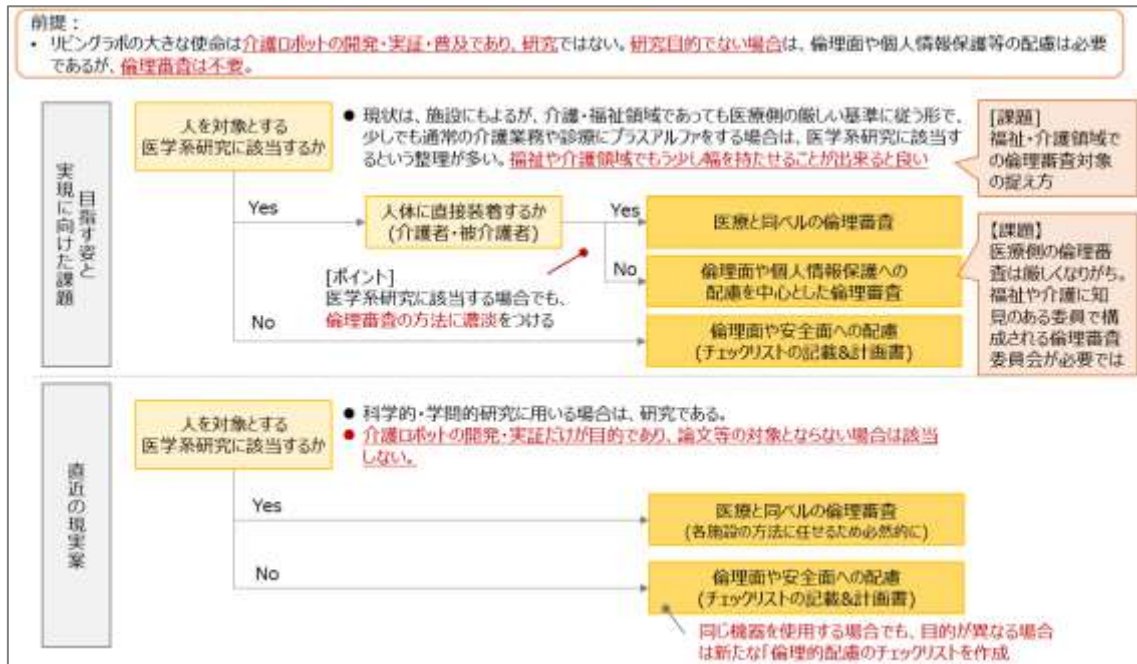 前提：
• リビングラボの大きな使命は介護ロボットの開発・実証・普及であり、研究ではない。研究目的でない場合は、倫理面や個人情報保護等の配慮は必要
であるが、倫理審査は不要。
目指す姿と
実現に向けた課題
人を対象とする
医学系研究に該当するか
● 現状は、施設にもよるが、介護・福祉領域であっても医療側の厳しい基準に従う形で、
少しでも通常の介護業務や診療にプラスアルファをする場合は、医学系研究に該当す
るという整理が多い。福祉や介護領域でもう少し幅を持たせることが出来ると良い
[課題]
福祉・介護領域で
の倫理審査対象
の捉え方
Yes
人体に直接装着するか
(介護者・被介護者)
Yes
医療と同ベルの倫理審査
No
倫理面や個人情報保護への
配慮を中心とした倫理審査
[ポイント]
医学系研究に該当する場合でも、
倫理審査の方法に濃淡をつける
【課題】
医療側の倫理審
査は厳しくなりがち。
福祉や介護に知
見のある委員で構
成される倫理審査
委員会が必要では
No
倫理面や安全面への配慮
(チェックリストの記載&計画書)
直近の現実案
人を対象とする
医学系研究に該当するか
● 科学的・学問的研究に用いる場合は、研究である。
● 介護ロボットの開発・実証だけが目的であり、論文等の対象とならない場合は該当
しない。
Yes
医療と同ベルの倫理審査
(各施設の方法に任せるため必然的に)
No
倫理面や安全面への配慮
(チェックリストの記載&計画書)
同じ機器を使用する場合でも、目的が異なる場合
は新たな「倫理的配慮のチェックリストを作成